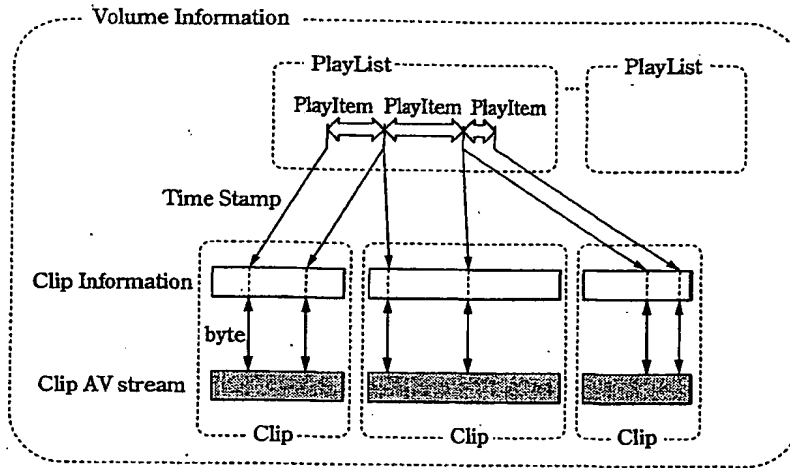 Volume Information
PlayList
PlayList
...
PlayItem PlayItem PlayItem
Time Stamp
Clip Information
byte
Clip AV stream
Clip
Clip
Clip